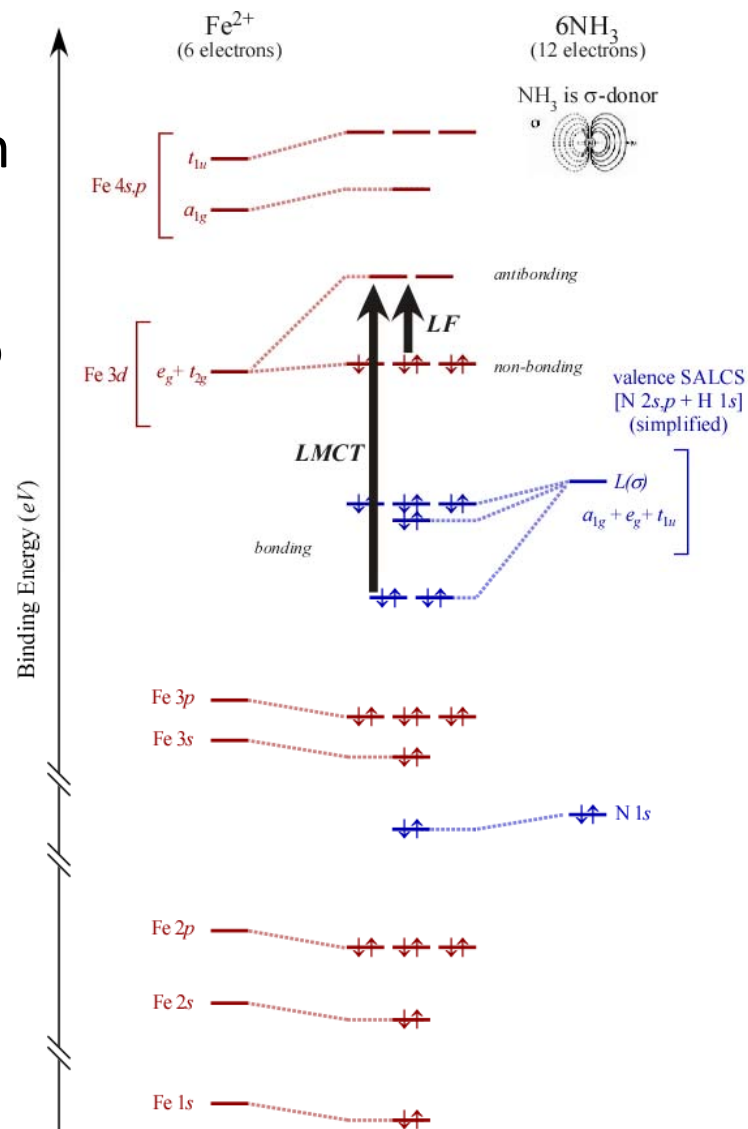 Fe²⁺
(6 electrons)
6NH₃
(12 electrons)
NH₃ is σ-donor
σ
n
t₁ᵤ
Fe 4s,p
a₁g
antibonding
LF
Fe 3d
e_g + t₂g
non-bonding
valence SALCS
[N 2s,p + H 1s]
(simplified)
LMCT
L(σ)
a₁g + e_g + t₁ᵤ
bonding
Binding Energy (eV)
Fe 3p
Fe 3s
N 1s
Fe 2p
Fe 2s
Fe 1s